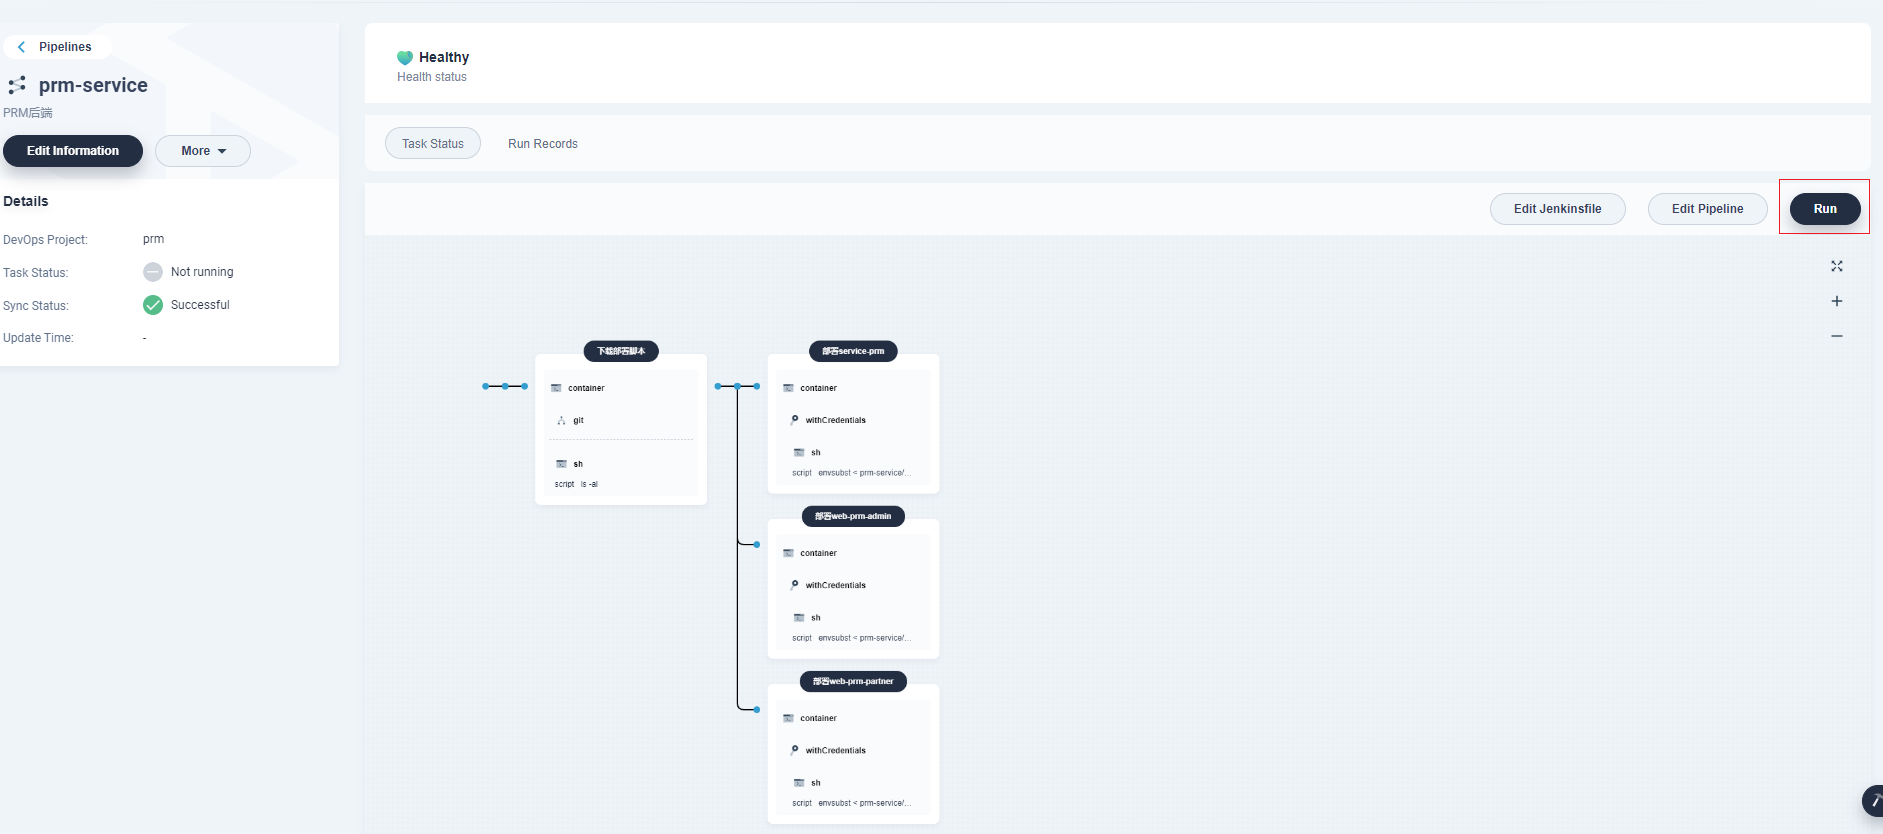 Pipelines
prm-service
PRM后端
Edit Information
More
Details
DevOps Project: prm
Task Status: Not running
Sync Status: Successful
Update Time: -
Healthy
Health status
Task Status
Run Records
Edit Jenkinsfile
Edit Pipeline
Run
下载部署脚本
container
git
sh
script ls -al
部署service-prm
container
withCredentials
sh
script envsubst < prm-service/...
部署web-prm-admin
container
withCredentials
sh
script envsubst < prm-service/...
部署web-prm-partner
container
withCredentials
sh
script envsubst < prm-service/...